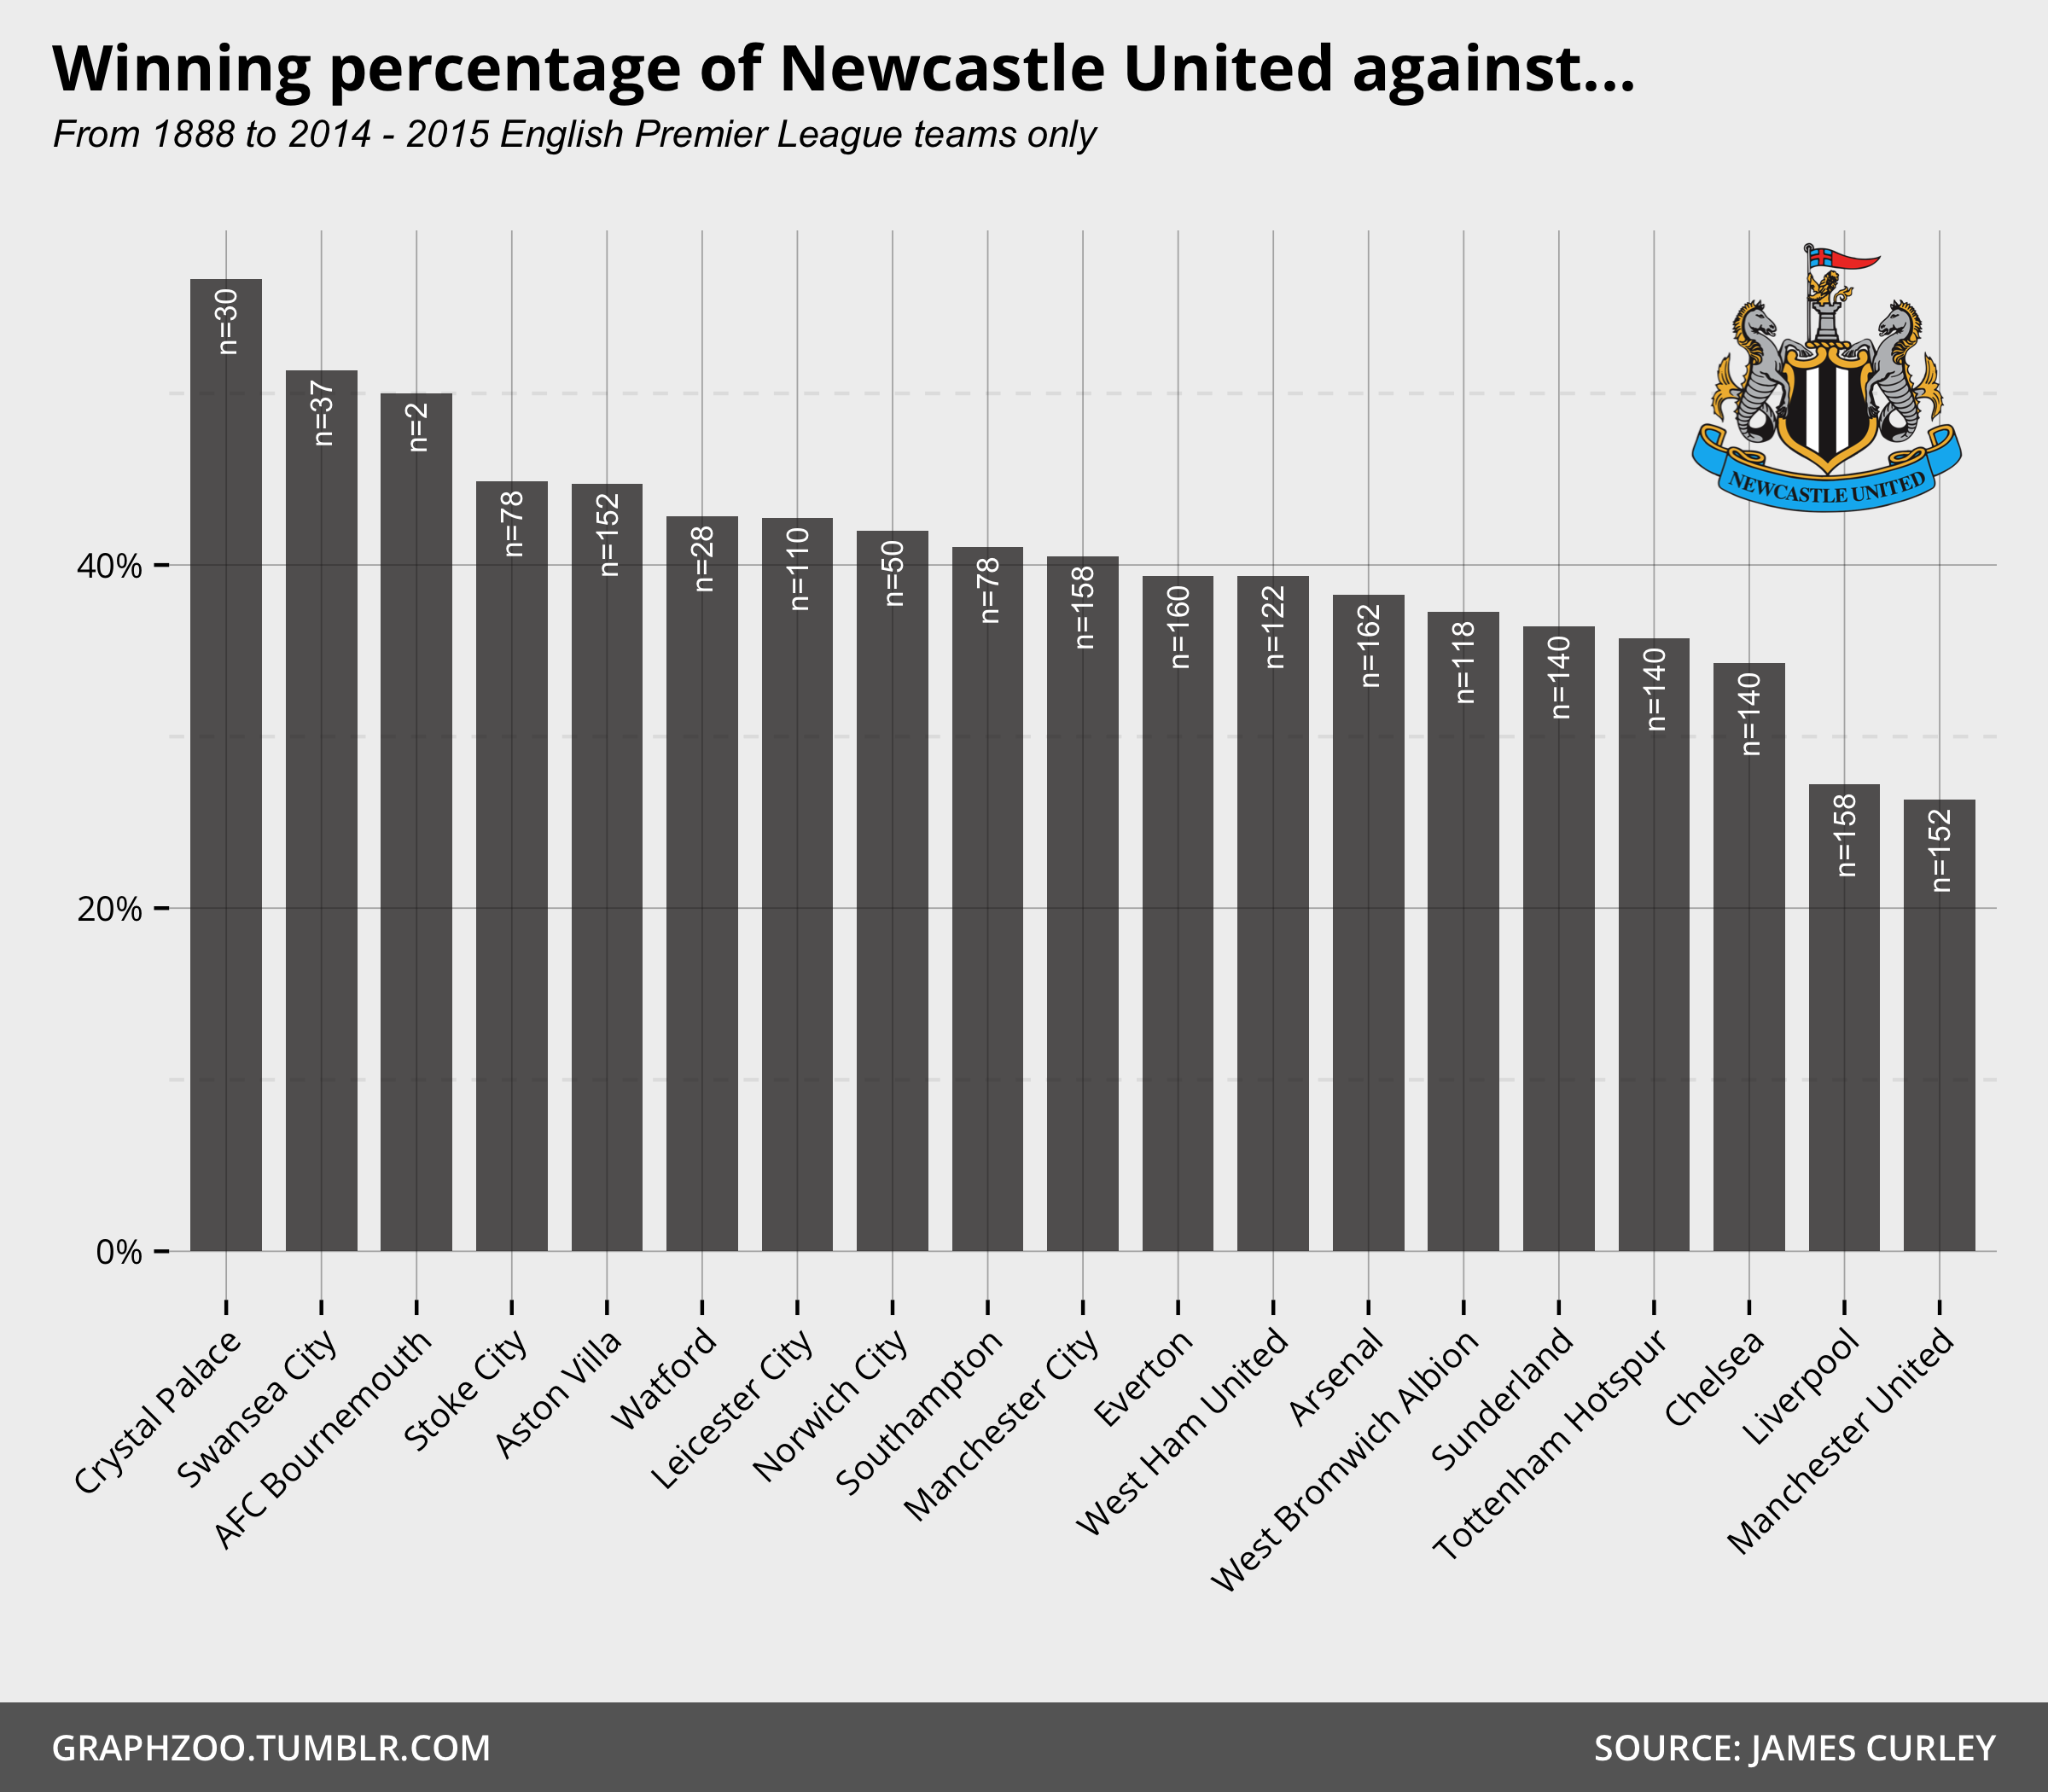 Winning percentage of Newcastle United against...
From 1888 to 2014 - 2015 English Premier League teams only
NEWCASTLE UNITED
40%
20%
0%
n=30
n=37
n=2
n=78
n=152
n=28
n=110
n=50
n=78
n=158
n=160
n=122
n=162
n=118
n=140
n=140
n=140
n=158
n=152
Crystal Palace
Swansea City
AFC Bournemouth
Stoke City
Aston Villa
Watford
Leicester City
Norwich City
Southampton
Manchester City
Everton
West Ham United
Arsenal
West Bromwich Albion
Sunderland
Tottenham Hotspur
Chelsea
Liverpool
Manchester United
GRAPHZOO.TUMBLR.COM
SOURCE: JAMES CURLEY